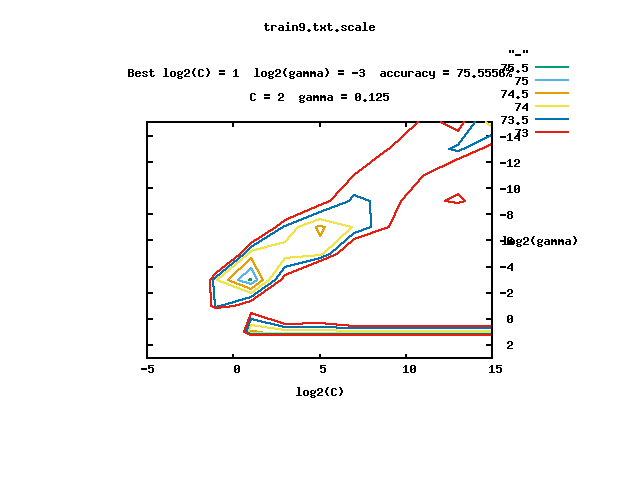 train9.txt.scale
"-"
Best log2(C) = 1 log2(gamma) = -3 accuracy = 75.5556%
75.5
75
74.5
74
73.5
73
C = 2 gamma = 0.125
-14
-12
-10
-8
-6
log2(gamma)
-4
-2
0
2
-5 0 5 10 15
log2(C)